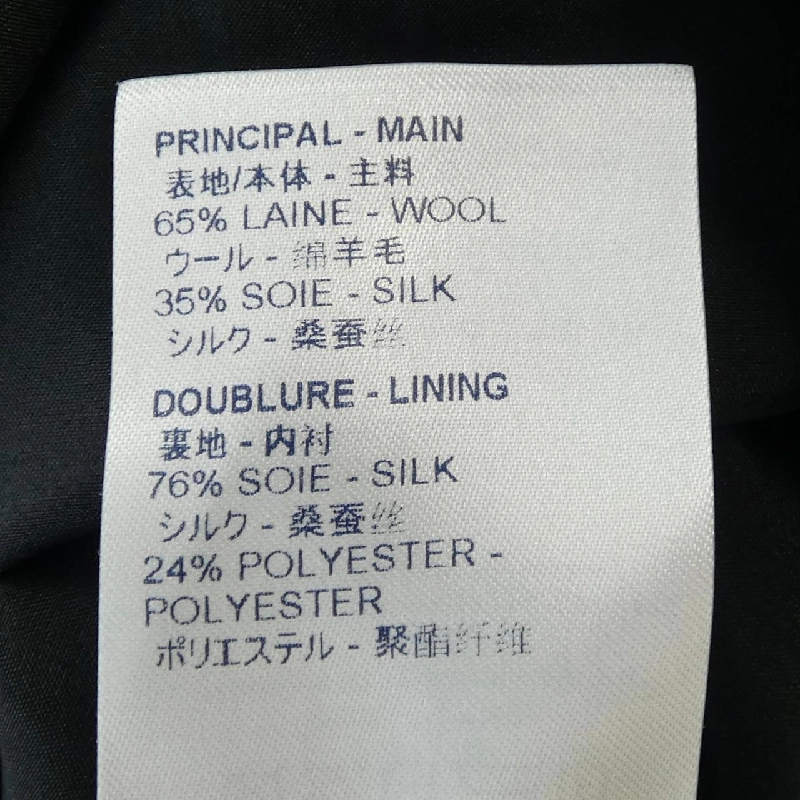 PRINCIPAL - MAIN
表地/本体 - 主料
65% LAINE - WOOL
ウール - 绵羊毛
35% SOIE - SILK
シルク - 桑蚕丝
DOUBLURE - LINING
裏地 - 内衬
76% SOIE - SILK
シルク - 桑蚕丝
24% POLYESTER -
POLYESTER
ポリエステル - 聚酯纤维